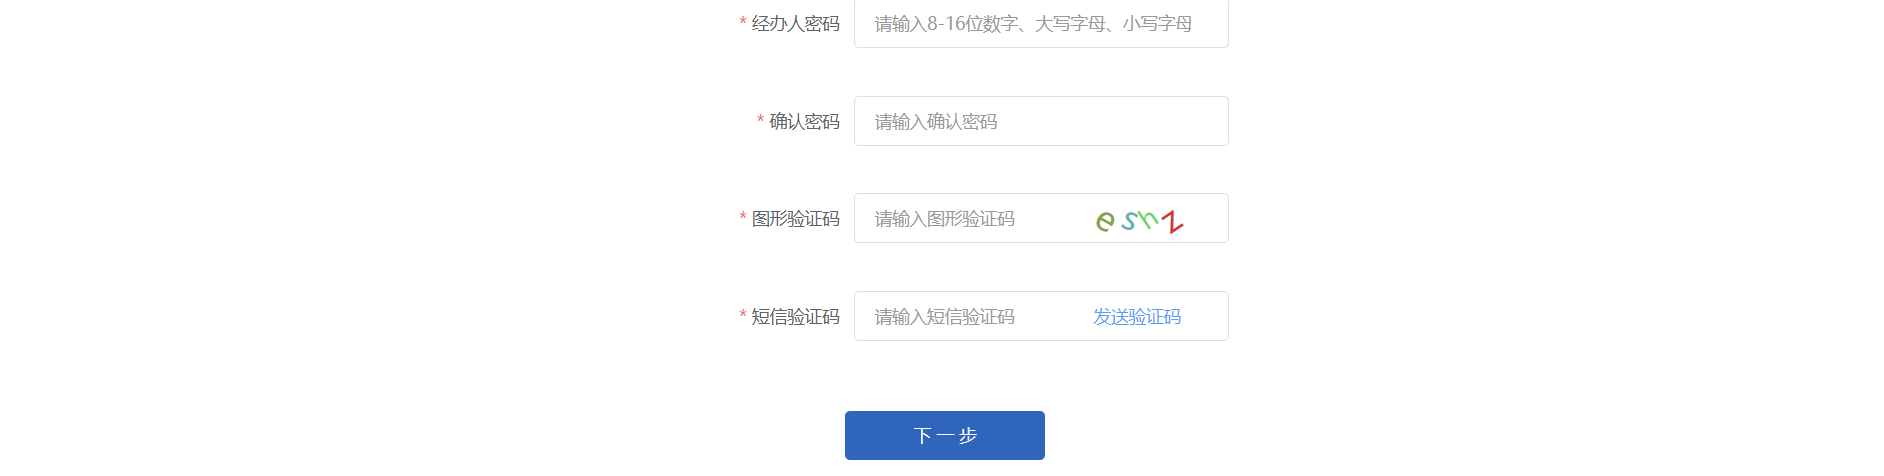 * 经办人密码 请输入8-16位数字、大写字母、小写字母
* 确认密码 请输入确认密码
* 图形验证码 请输入图形验证码 esnz
* 短信验证码 请输入短信验证码 发送验证码
下一步